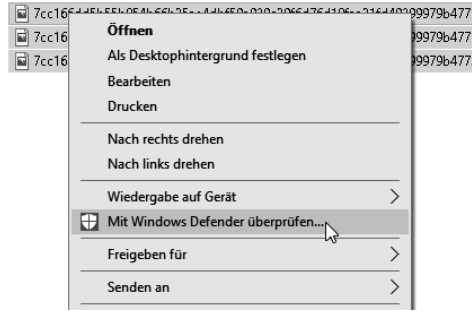 Öffnen
Als Desktophintergrund festlegen
Bearbeiten
Drucken
Nach rechts drehen
Nach links drehen
Wiedergabe auf Gerät
Mit Windows Defender überprüfen...
Freigeben für
Senden an